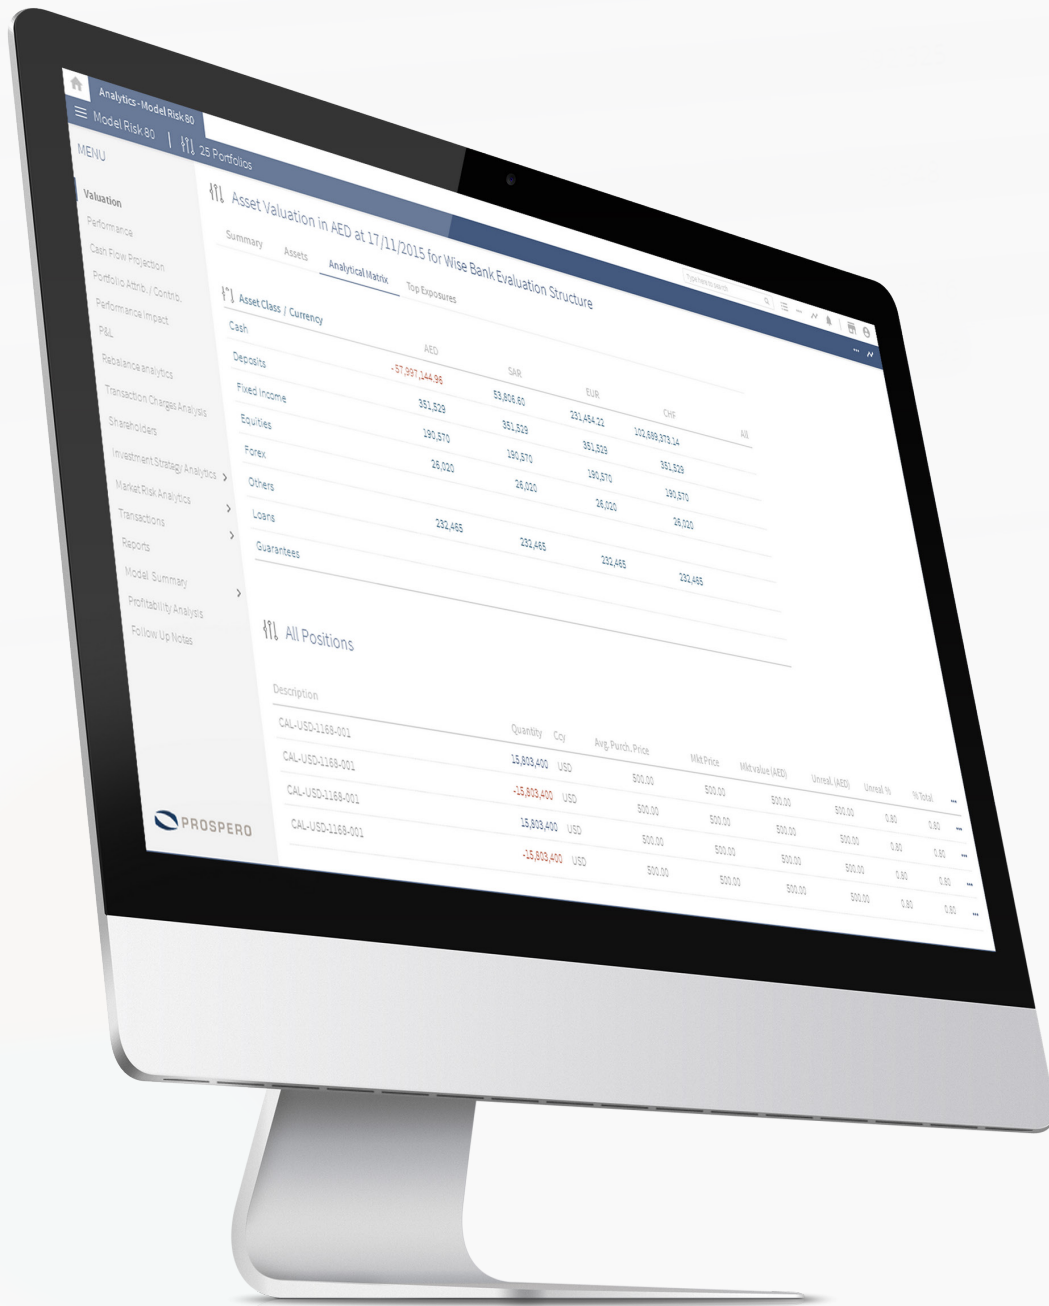 Analytics - Model Risk 80
Model Risk 80 | 25 Portfolios
MENU
Valuation
Performance
Cash Flow Projection
Portfolio Attrib. / Contrib.
Performance Impact
P&L
Rebalance analytics
Transaction Charges Analysis
Shareholders
Investment Strategy Analytics
Market Risk Analytics
Transactions
Reports
Model Summary
Profitability Analysis
Follow Up Notes
PROSPERO
Type here to search
Asset Valuation in AED at 17/11/2015 for Wise Bank Evaluation Structure
Summary Assets Analytical Matrix Top Exposures
Asset Class / Currency AED SAR EUR CHF All
Cash -57,997,144.96 53,806.60 231,454.22 102,689,373.14
Deposits 351,529 351,529 351,529 351,529
Fixed Income 190,570 190,570 190,570 190,570
Equities 26,020 26,020 26,020 26,020
Forex
Others 232,465 232,465 232,465 232,465
Loans
Guarantees
All Positions
Description Quantity Ccy Avg. Purch. Price Mkt Price Mkt value (AED) Unreal. (AED) Unreal % % Total
CAL-USD-1168-001 15,803,400 USD 500.00 500.00 500.00 500.00 0.80 0.80
CAL-USD-1168-001 -15,803,400 USD 500.00 500.00 500.00 500.00 0.80 0.80
CAL-USD-1168-001 15,803,400 USD 500.00 500.00 500.00 500.00 0.80 0.80
CAL-USD-1168-001 -15,803,400 USD 500.00 500.00 500.00 500.00 0.80 0.80